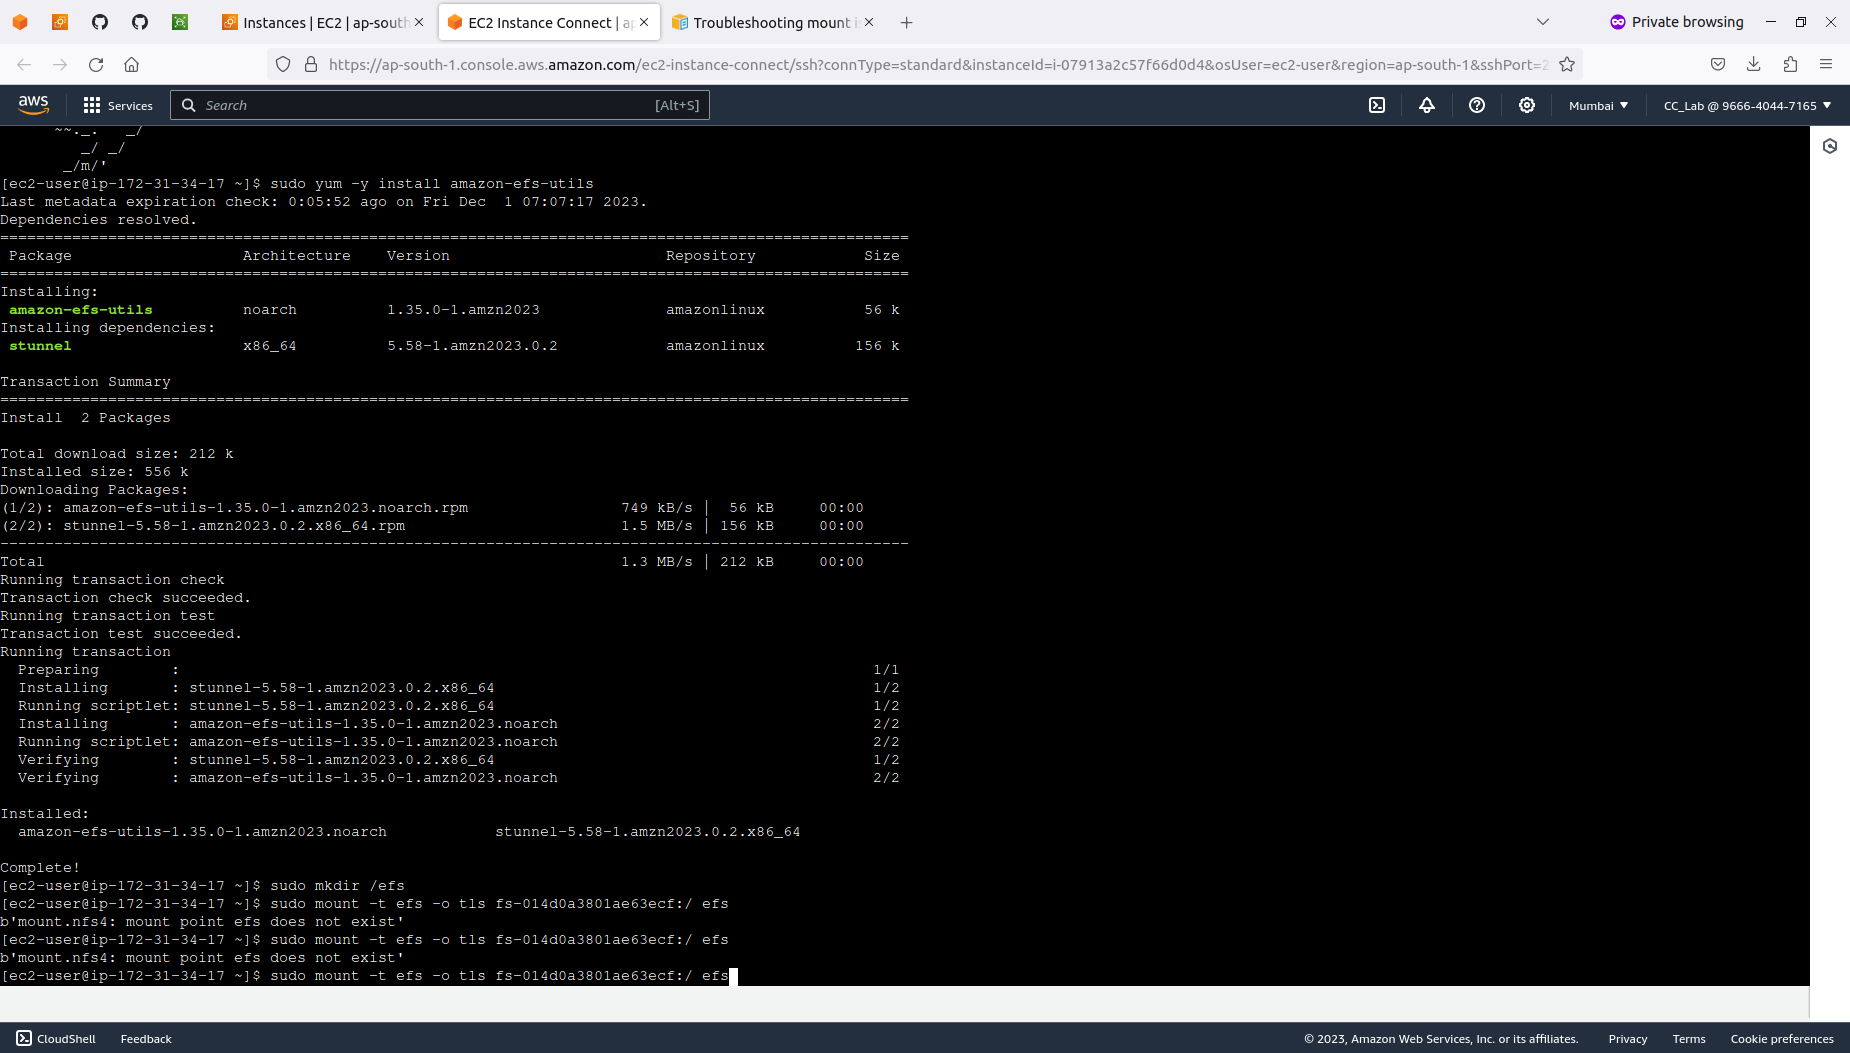 Instances | EC2 | ap-south
EC2 Instance Connect | ap
Troubleshooting mount is
Private browsing
https://ap-south-1.console.aws.amazon.com/ec2-instance-connect/ssh?connType=standard&instanceId=i-07913a2c57f66d0d4&osUser=ec2-user&region=ap-south-1&sshPort=2
aws
Services
Search
[Alt+S]
Mumbai
CC_Lab @ 9666-4044-7165
~~._. _/
_/ _/
_/m/'
[ec2-user@ip-172-31-34-17 ~]$ sudo yum -y install amazon-efs-utils
Last metadata expiration check: 0:05:52 ago on Fri Dec  1 07:07:17 2023.
Dependencies resolved.
=====================================================================================================
Package Architecture Version Repository Size
=====================================================================================================
Installing:
amazon-efs-utils noarch 1.35.0-1.amzn2023 amazonlinux 56 k
Installing dependencies:
stunnel x86_64 5.58-1.amzn2023.0.2 amazonlinux 156 k
Transaction Summary
=====================================================================================================
Install  2 Packages
Total download size: 212 k
Installed size: 556 k
Downloading Packages:
(1/2): amazon-efs-utils-1.35.0-1.amzn2023.noarch.rpm 749 kB/s | 56 kB 00:00
(2/2): stunnel-5.58-1.amzn2023.0.2.x86_64.rpm 1.5 MB/s | 156 kB 00:00
-----------------------------------------------------------------------------------------------------
Total 1.3 MB/s | 212 kB 00:00
Running transaction check
Transaction check succeeded.
Running transaction test
Transaction test succeeded.
Running transaction
Preparing : 1/1
Installing : stunnel-5.58-1.amzn2023.0.2.x86_64 1/2
Running scriptlet: stunnel-5.58-1.amzn2023.0.2.x86_64 1/2
Installing : amazon-efs-utils-1.35.0-1.amzn2023.noarch 2/2
Running scriptlet: amazon-efs-utils-1.35.0-1.amzn2023.noarch 2/2
Verifying : stunnel-5.58-1.amzn2023.0.2.x86_64 1/2
Verifying : amazon-efs-utils-1.35.0-1.amzn2023.noarch 2/2
Installed:
amazon-efs-utils-1.35.0-1.amzn2023.noarch stunnel-5.58-1.amzn2023.0.2.x86_64
Complete!
[ec2-user@ip-172-31-34-17 ~]$ sudo mkdir /efs
[ec2-user@ip-172-31-34-17 ~]$ sudo mount -t efs -o tls fs-014d0a3801ae63ecf:/ efs
b'mount.nfs4: mount point efs does not exist'
[ec2-user@ip-172-31-34-17 ~]$ sudo mount -t efs -o tls fs-014d0a3801ae63ecf:/ efs
b'mount.nfs4: mount point efs does not exist'
[ec2-user@ip-172-31-34-17 ~]$ sudo mount -t efs -o tls fs-014d0a3801ae63ecf:/ efs
CloudShell
Feedback
© 2023, Amazon Web Services, Inc. or its affiliates.
Privacy
Terms
Cookie preferences